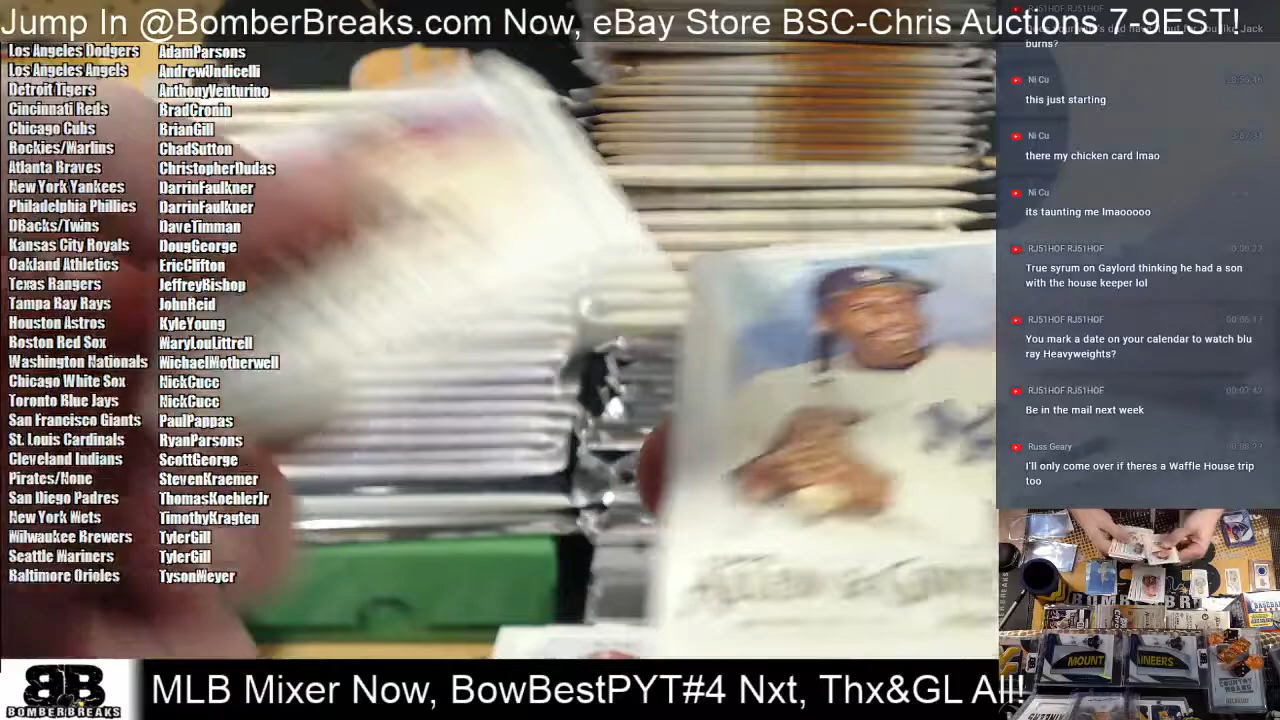 Jump In @BomberBreaks.com Now, eBay Store BSC-Chris Auctions 7-9EST!
Los Angeles Dodgers AdamParsons
Los Angeles Angels AndrewUndicelli
Detroit Tigers AnthonyVenturino
Cincinnati Reds BradCronin
Chicago Cubs BrianGill
Rockies/Marlins ChadSutton
Atlanta Braves ChristopherDudas
New York Yankees DarrinFaulkner
Philadelphia Phillies DarrinFaulkner
DBacks/Twins DaveTimman
Kansas City Royals DougGeorge
Oakland Athletics EricClifton
Texas Rangers JeffreyBishop
Tampa Bay Rays JohnReid
Houston Astros KyleYoung
Boston Red Sox MaryLouLittrell
Washington Nationals MichaelMotherwell
Chicago White Sox NickCucc
Toronto Blue Jays NickCucc
San Francisco Giants PaulPappas
St. Louis Cardinals RyanParsons
Cleveland Indians ScottGeorge
Pirates/None StevenKraemer
San Diego Padres ThomasKoehlerJr
New York Mets TimothyKragten
Milwaukee Brewers TylerGill
Seattle Mariners TylerGill
Baltimore Orioles TysonMeyer
RJ51HOF RJ51HOF
dad have Jack
burns?
Ni Cu
this just starting
Ni Cu
there my chicken card lmao
Ni Cu
its taunting me lmaooooo
RJ51HOF RJ51HOF
True syrum on Gaylord thinking he had a son
with the house keeper lol
RJ51HOF RJ51HOF
You mark a date on your calendar to watch blu
ray Heavyweights?
RJ51HOF RJ51HOF
Be in the mail next week
Russ Geary
I'll only come over if theres a Waffle House trip
too
MOUNT
AINEERS
BB
BOMBERBREAKS
MLB Mixer Now, BowBestPYT#4 Nxt, Thx&GL All!